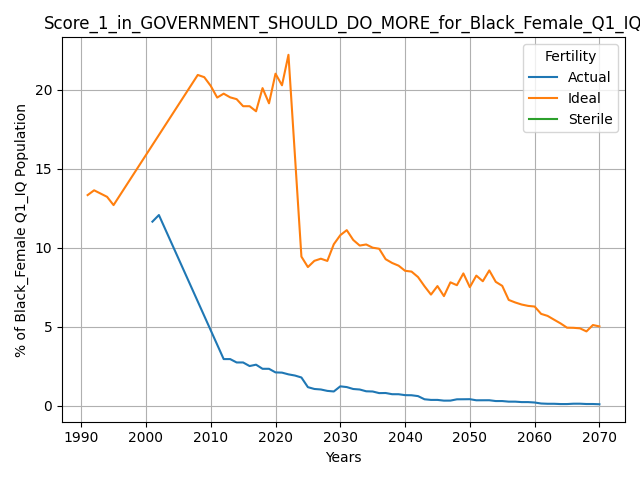 Score_1_in_GOVERNMENT_SHOULD_DO_MORE_for_Black_Female_Q1_IQ
Fertility
Actual
Ideal
Sterile
% of Black_Female Q1_IQ Population
20
15
10
5
0
1990 2000 2010 2020 2030 2040 2050 2060 2070
Years